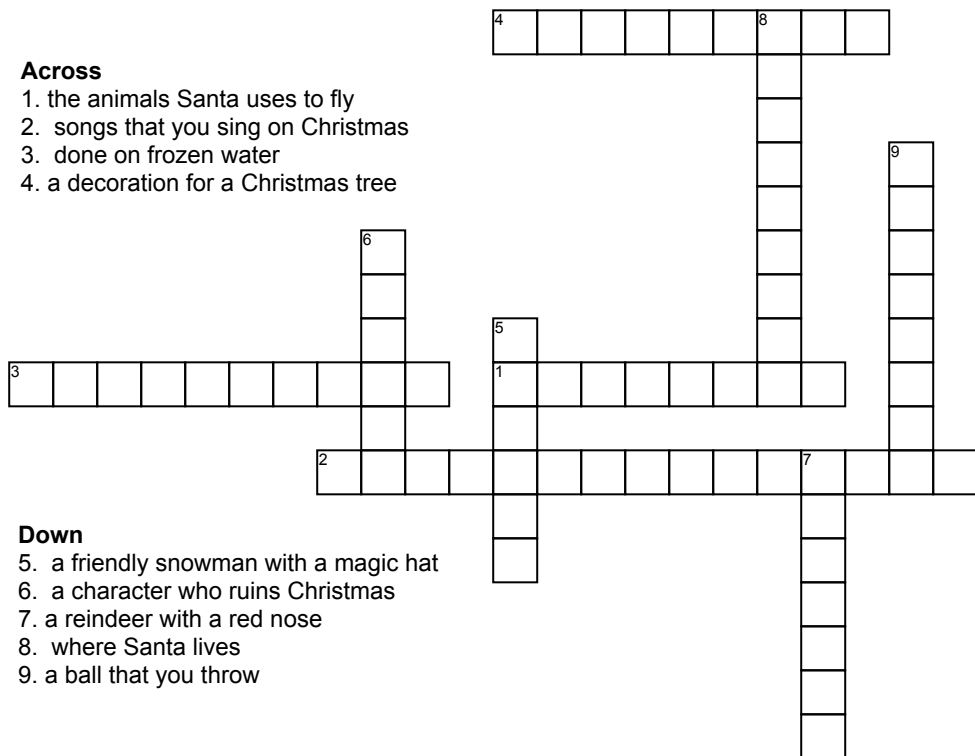 4
8
Across
1. the animals Santa uses to fly
2. songs that you sing on Christmas
3. done on frozen water
4. a decoration for a Christmas tree
9
6
5
3
1
2
7
Down
5. a friendly snowman with a magic hat
6. a character who ruins Christmas
7. a reindeer with a red nose
8. where Santa lives
9. a ball that you throw